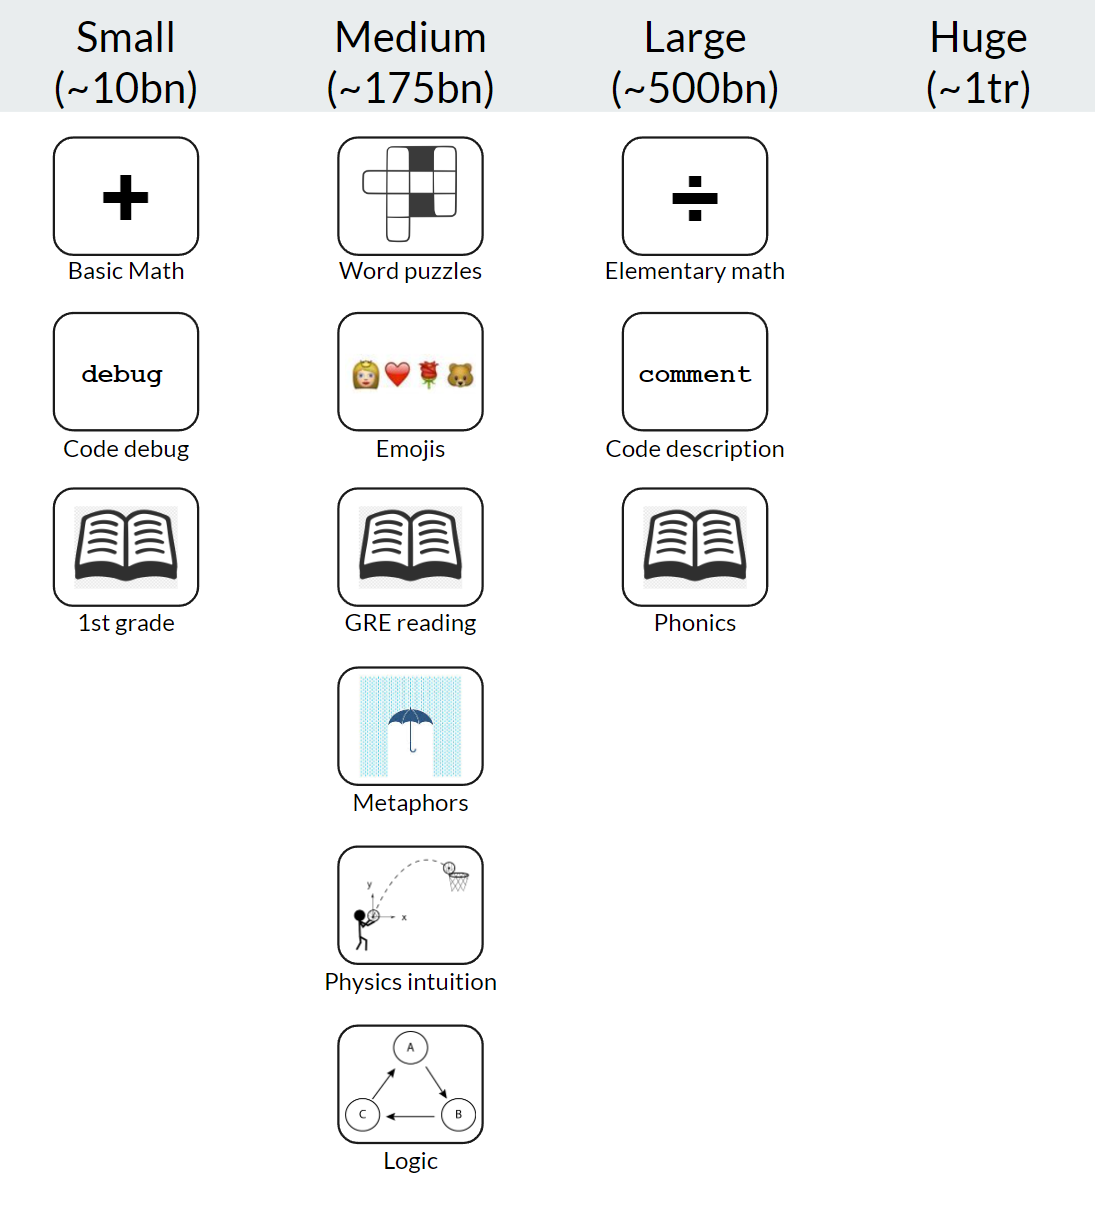 Small
(~10bn)
Medium
(~175bn)
Large
(~500bn)
Huge
(~1tr)
Basic Math
Word puzzles
Elementary math
debug
comment
Code debug
Emojis
Code description
1st grade
GRE reading
Phonics
Metaphors
y
x
Physics intuition
A
C
B
Logic